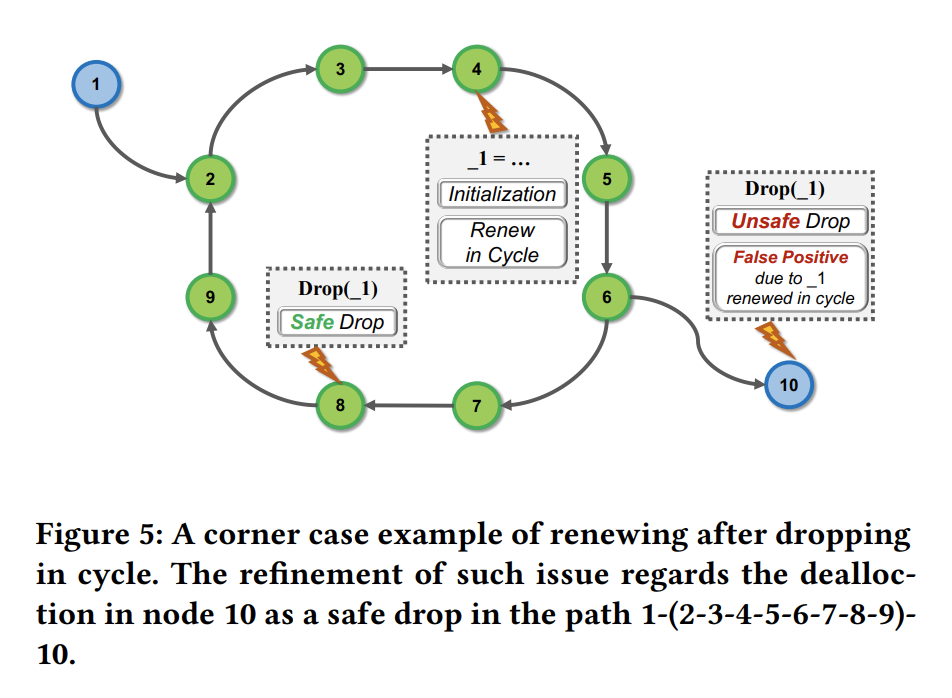 3
4
1
2
_1 = ...
Initialization
Renew
in Cycle
5
Drop(_1)
Unsafe Drop
False Positive
due to _1
renewed in cycle
9
Drop(_1)
Safe Drop
6
10
8
7
Figure 5: A corner case example of renewing after dropping
in cycle. The refinement of such issue regards the dealloc-
tion in node 10 as a safe drop in the path 1-(2-3-4-5-6-7-8-9)-
10.